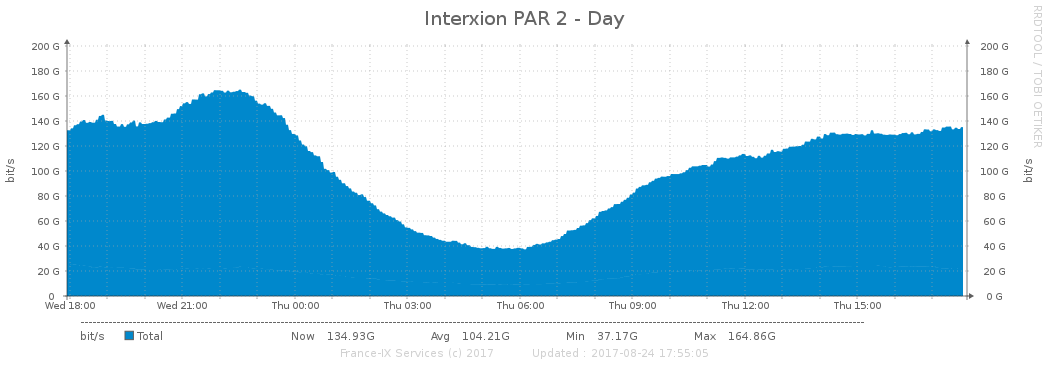 Interxion PAR 2 - Day
RRDTOOL / TOBI OETIKER
bit/s
200 G 200 G
180 G 180 G
160 G 160 G
140 G 140 G
120 G 120 G
100 G 100 G
80 G 80 G
60 G 60 G
40 G 40 G
20 G 20 G
0 0 G
bit/s
Wed 18:00 Wed 21:00 Thu 00:00 Thu 03:00 Thu 06:00 Thu 09:00 Thu 12:00 Thu 15:00
bit/s Total Now 134.93G Avg 104.21G Min 37.17G Max 164.86G
France-IX Services (c) 2017 Updated : 2017-08-24 17:55:05